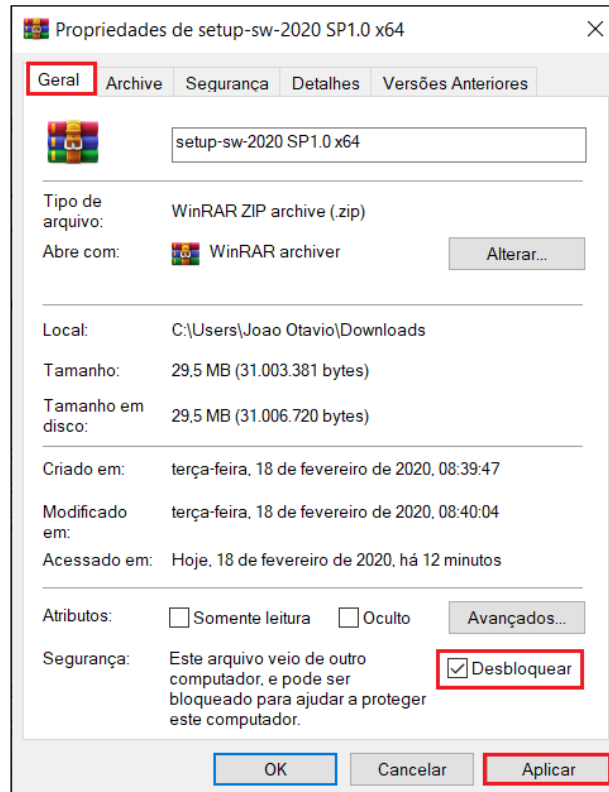 Propriedades de setup-sw-2020 SP1.0 x64
Geral Archive Segurança Detalhes Versões Anteriores
setup-sw-2020 SP1.0 x64
Tipo de
arquivo:
WinRAR ZIP archive (.zip)
Abre com: WinRAR archiver Alterar...
Local: C:\Users\Joao Otavio\Downloads
Tamanho: 29,5 MB (31.003.381 bytes)
Tamanho em
disco:
29,5 MB (31.006.720 bytes)
Criado em: terça-feira, 18 de fevereiro de 2020, 08:39:47
Modificado
em:
terça-feira, 18 de fevereiro de 2020, 08:40:04
Acessado em: Hoje, 18 de fevereiro de 2020, há 12 minutos
Atributos: Somente leitura Oculto Avançados...
Segurança: Este arquivo veio de outro
computador, e pode ser
bloqueado para ajudar a proteger
este computador.
Desbloquear
OK Cancelar Aplicar